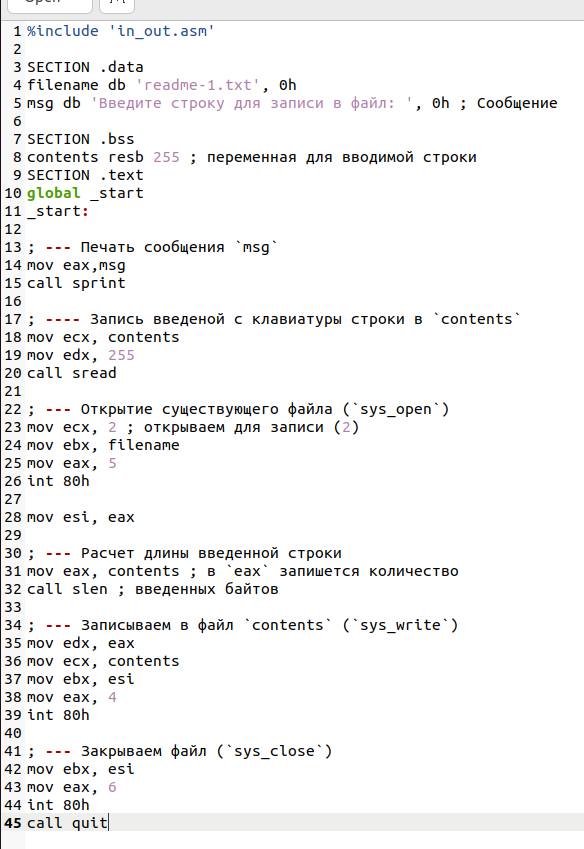 1 %include 'in_out.asm'
2
3 SECTION .data
4 filename db 'readme-1.txt', 0h
5 msg db 'Введите строку для записи в файл: ', 0h ; Сообщение
6
7 SECTION .bss
8 contents resb 255 ; переменная для вводимой строки
9 SECTION .text
10 global _start
11 _start:
12
13 ; --- Печать сообщения `msg`
14 mov eax,msg
15 call sprint
16
17 ; ---- Запись введеной с клавиатуры строки в `contents`
18 mov ecx, contents
19 mov edx, 255
20 call sread
21
22 ; --- Открытие существующего файла (`sys_open`)
23 mov ecx, 2 ; открываем для записи (2)
24 mov ebx, filename
25 mov eax, 5
26 int 80h
27
28 mov esi, eax
29
30 ; --- Расчет длины введенной строки
31 mov eax, contents ; в `eax` запишется количество
32 call slen ; введенных байтов
33
34 ; --- Записываем в файл `contents` (`sys_write`)
35 mov edx, eax
36 mov ecx, contents
37 mov ebx, esi
38 mov eax, 4
39 int 80h
40
41 ; --- Закрываем файл (`sys_close`)
42 mov ebx, esi
43 mov eax, 6
44 int 80h
45 call quit